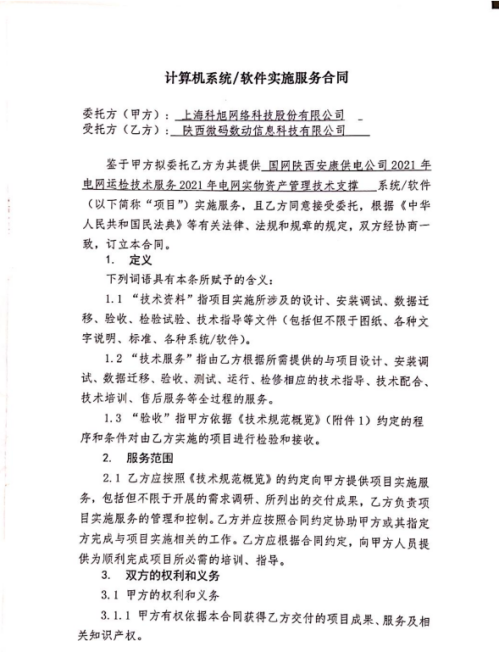 计算机系统/软件实施服务合同
委托方（甲方）：上海科旭网络科技股份有限公司
受托方（乙方）：陕西微码数动信息科技有限公司
鉴于甲方拟委托乙方为其提供 国网陕西安康供电公司 2021 年
电网运检技术服务 2021 年电网实物资产管理技术支撑 系统/软件
（以下简称“项目”）实施服务，且乙方同意接受委托，根据《中华
人民共和国民法典》等有关法律、法规和规章的规定，双方经协商一
致，订立本合同。
1. 定义
下列词语具有本条所赋予的含义：
1.1 “技术资料”指项目实施所涉及的设计、安装调试、数据迁
移、验收、检验试验、技术指导等文件（包括但不限于图纸、各种文
字说明、标准、各种系统/软件）。
1.2 “技术服务”指由乙方根据所需提供的与项目设计、安装调
试、数据迁移、验收、测试、运行、检修相应的技术指导、技术配合、
技术培训、售后服务等全过程的服务。
1.3 “验收”指甲方依据《技术规范概览》（附件 1）约定的程
序和条件对由乙方实施的项目进行检验和接收。
2. 服务范围
2.1 乙方应按照《技术规范概览》的约定向甲方提供项目实施服
务，包括但不限于开展的需求调研、所列出的交付成果，乙方负责项
目实施服务的管理和控制。乙方并应按照合同约定协助甲方或其指定
方完成与项目实施相关的工作。乙方应根据合同约定，向甲方人员提
供为顺利完成项目所必需的培训、指导。
3. 双方的权利和义务
3.1 甲方的权利和义务
3.1.1 甲方有权依据本合同获得乙方交付的项目成果、服务及相
关知识产权。